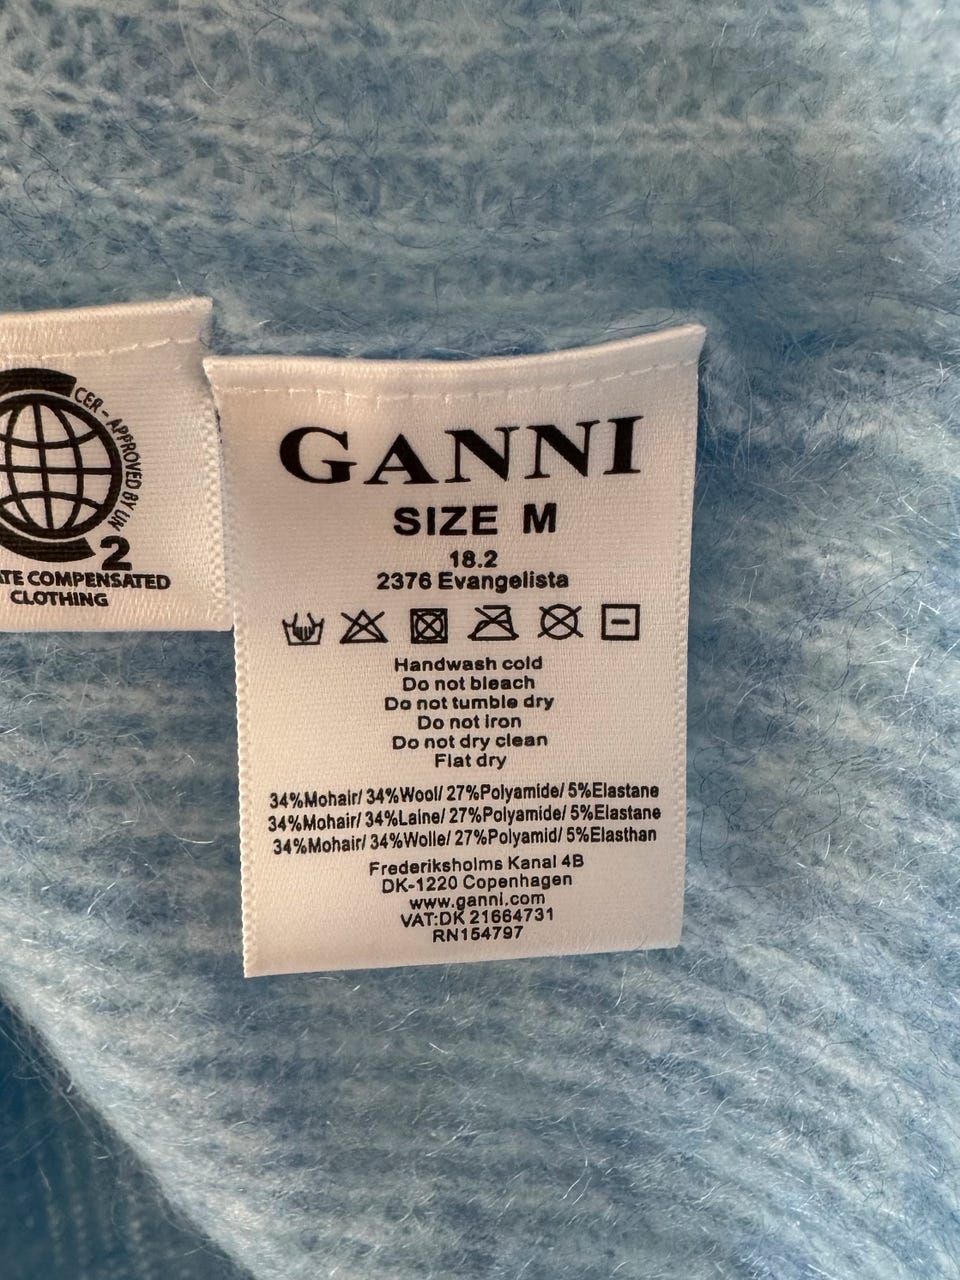 CER - APPROVED BY UN
2
TE COMPENSATED
CLOTHING
GANNI
SIZE M
18.2
2376 Evangelista
Handwash cold
Do not bleach
Do not tumble dry
Do not iron
Do not dry clean
Flat dry
34%Mohair/ 34%Wool/ 27%Polyamide/ 5%Elastane
34%Mohair/ 34%Laine/ 27%Polyamide/ 5%Elastane
34%Mohair/ 34%Wolle/ 27%Polyamid/ 5%Elasthan
Frederiksholms Kanal 4B
DK-1220 Copenhagen
www.ganni.com
VAT:DK 21664731
RN154797